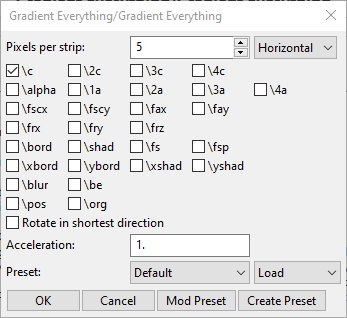 Gradient Everything/Gradient Everything
Pixels per strip: 5 Horizontal
\c \2c \3c \4c
\alpha \1a \2a \3a \4a
\fscx \fscy \fax \fay
\frx \fry \frz
\bord \shad \fs \fsp
\xbord \ybord \xshad \yshad
\blur \be
\pos \org
Rotate in shortest direction
Acceleration: 1.
Preset: Default Load
OK Cancel Mod Preset Create Preset